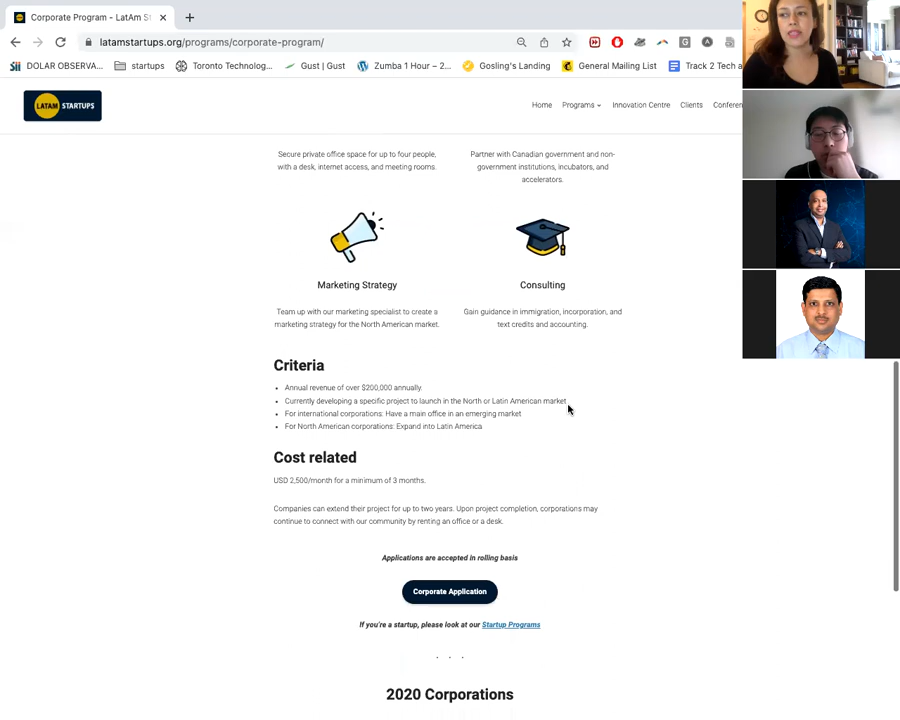 Corporate Program - LatAm St
latamstartups.org/programs/corporate-program/
DOLAR OBSERVA... startups Toronto Technolog... Gust | Gust Zumba 1 Hour – 2... Gosling's Landing General Mailing List Track 2 Tech a
LATAM STARTUPS
Home Programs Innovation Centre Clients Conferen
Secure private office space for up to four people,
with a desk, internet access, and meeting rooms.
Partner with Canadian government and non-
government institutions, incubators, and
accelerators.
Marketing Strategy
Team up with our marketing specialist to create a
marketing strategy for the North American market.
Consulting
Gain guidance in immigration, incorporation, and
text credits and accounting.
Criteria
• Annual revenue of over $200,000 annually.
• Currently developing a specific project to launch in the North or Latin American market
• For international corporations: Have a main office in an emerging market
• For North American corporations: Expand into Latin America
Cost related
USD 2,500/month for a minimum of 3 months.
Companies can extend their project for up to two years. Upon project completion, corporations may
continue to connect with our community by renting an office or a desk.
Applications are accepted in rolling basis
Corporate Application
If you're a startup, please look at our Startup Programs
2020 Corporations